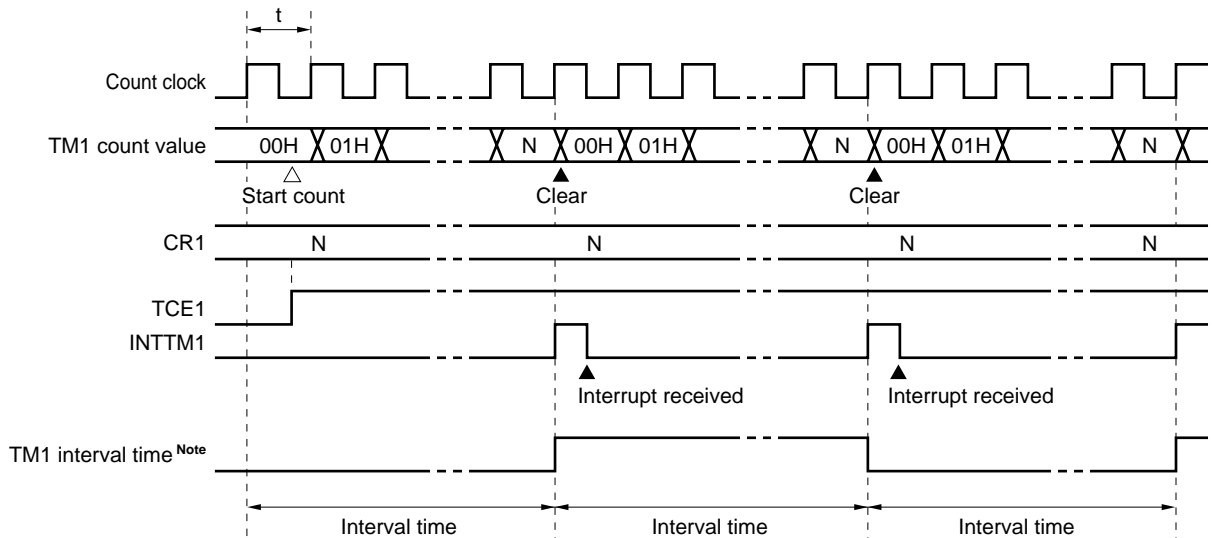 t
Count clock
TM1 count value 00H 01H N 00H 01H N 00H 01H N
Start count Clear Clear
CR1 N N N N
TCE1
INTTM1
Interrupt received Interrupt received
TM1 interval time Note
Interval time Interval time Interval time